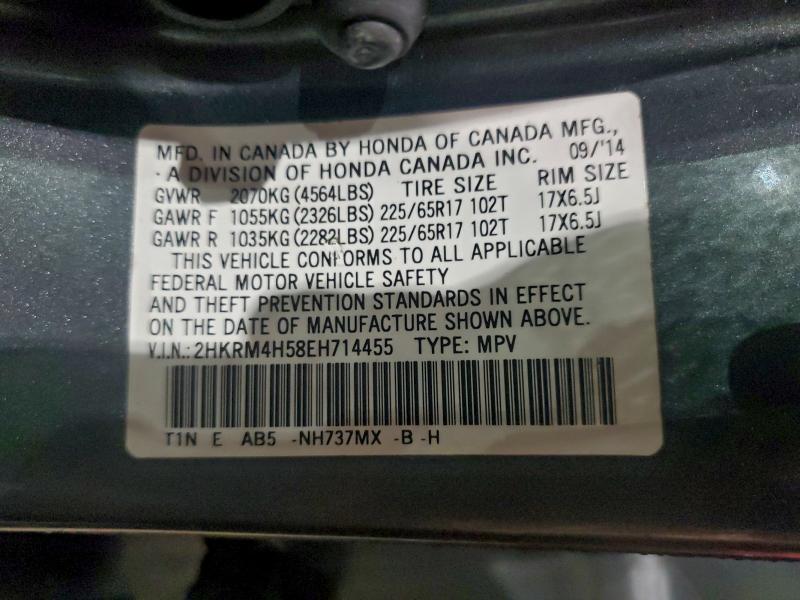 MFD. IN CANADA BY HONDA OF CANADA MFG.,
- A DIVISION OF HONDA CANADA INC. 09/'14
GVWR 2070KG(4564LBS) TIRE SIZE RIM SIZE
GAWR F 1055KG(2326LBS) 225/65R17 102T 17X6.5J
GAWR R 1035KG(2282LBS) 225/65R17 102T 17X6.5J
THIS VEHICLE CONFORMS TO ALL APPLICABLE
FEDERAL MOTOR VEHICLE SAFETY
AND THEFT PREVENTION STANDARDS IN EFFECT
ON THE DATE OF MANUFACTURE SHOWN ABOVE.
V.I.N.: 2HKRM4H58EH714455 TYPE: MPV
T1N E AB5 -NH737MX -B -H